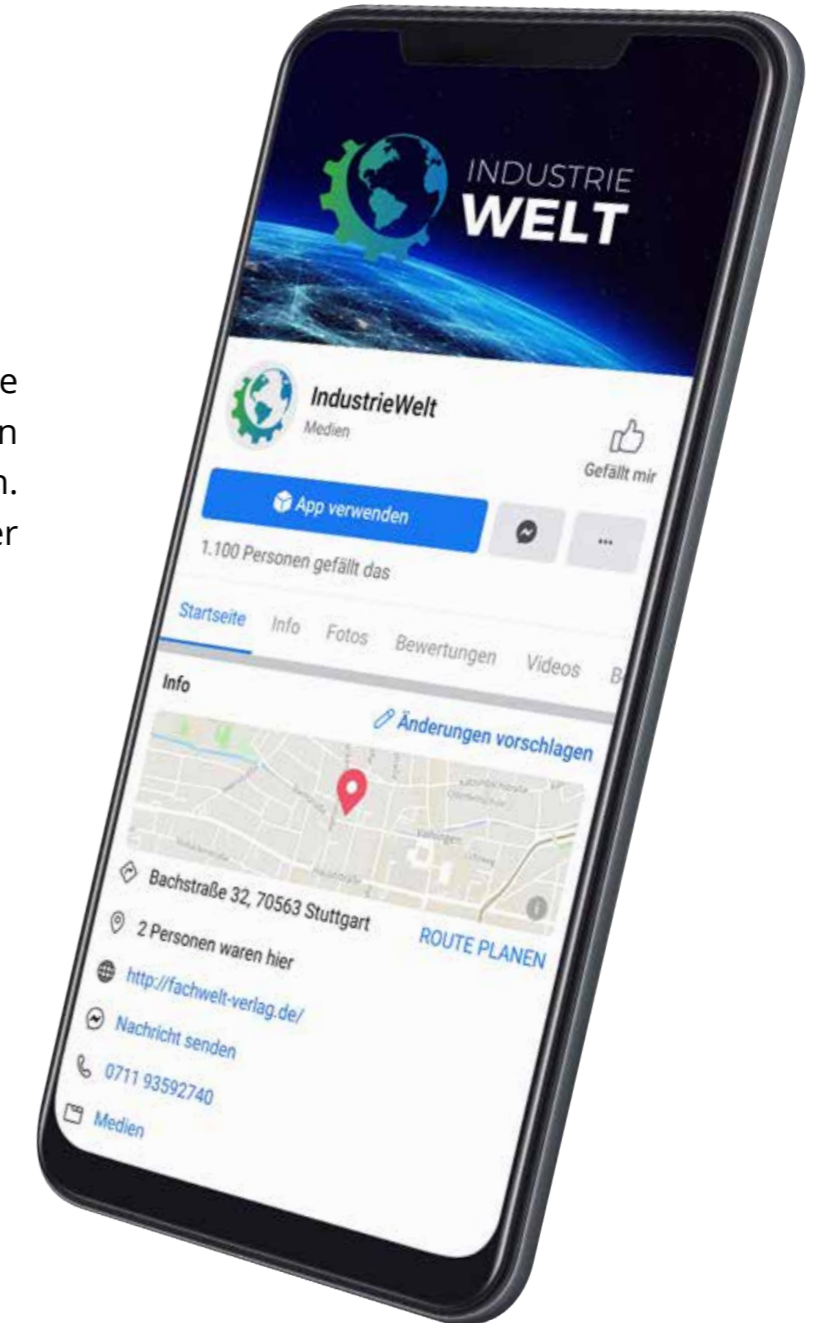 INDUSTRIE
WELT
e
n
n.
er
IndustrieWelt
Medien
Gefällt mir
App verwenden
1.100 Personen gefällt das
Startseite Info Fotos Bewertungen Videos
Info
Änderungen vorschlagen
Vaihingen
Bachstraße 32, 70563 Stuttgart
ROUTE PLANEN
2 Personen waren hier
http://fachwelt-verlag.de/
Nachricht senden
0711 93592740
Medien